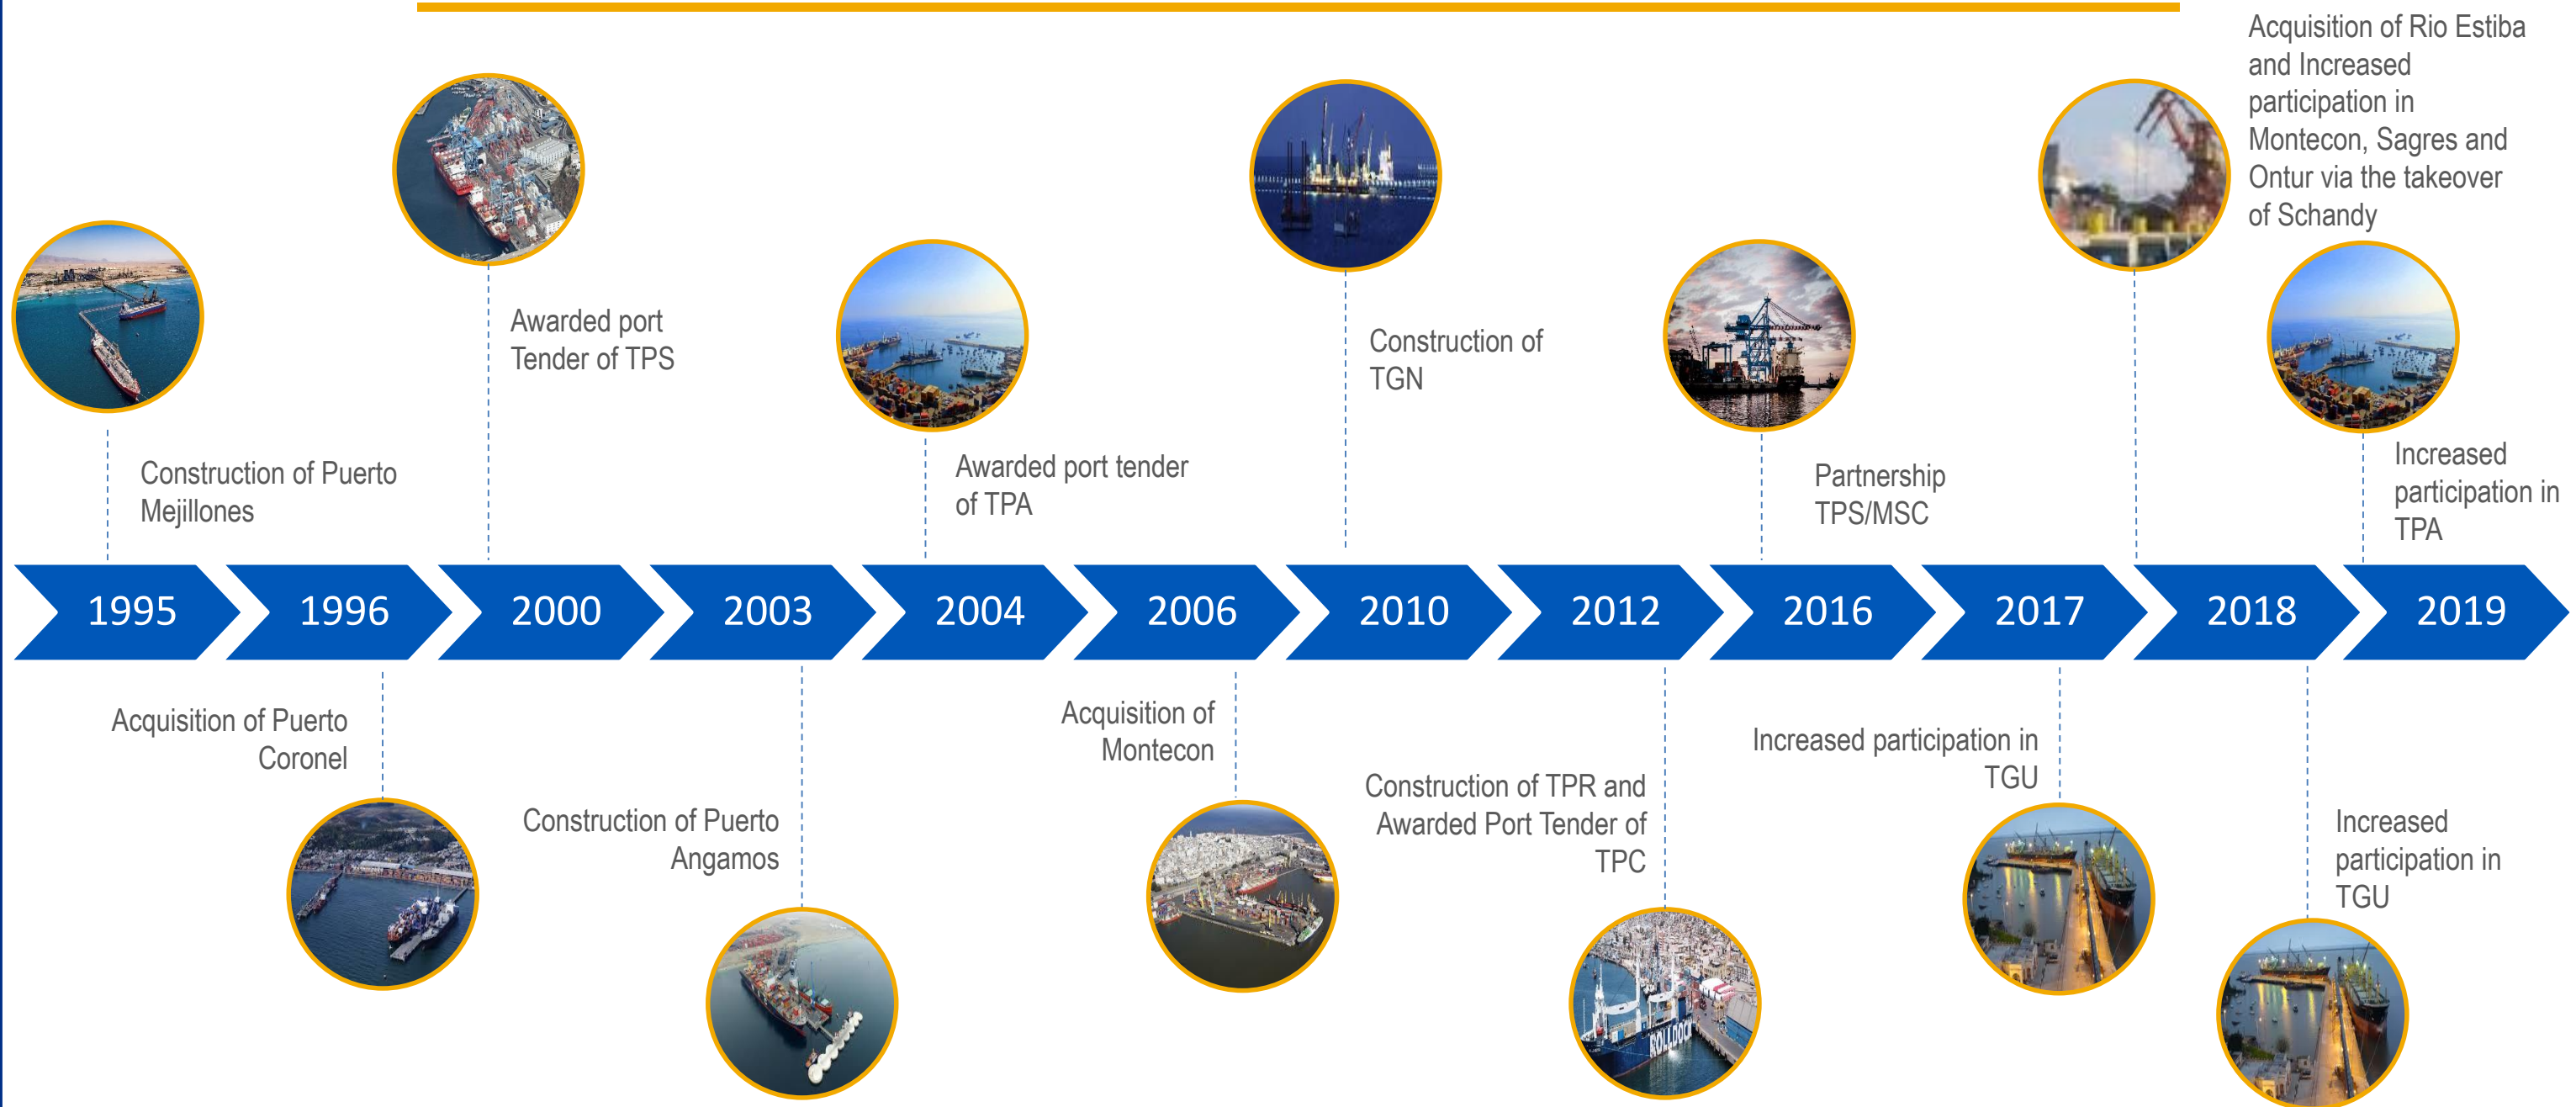 Acquisition of Rio Estiba
and Increased
participation in
Montecon, Sagres and
Ontur via the takeover
of Schandy
Awarded port
Tender of TPS
Construction of
TGN
Construction of Puerto
Mejillones
Awarded port tender
of TPA
Partnership
TPS/MSC
Increased
participation in
TPA
1995
1996
2000
2003
2004
2006
2010
2012
2016
2017
2018
2019
Acquisition of Puerto
Coronel
Construction of Puerto
Angamos
Acquisition of
Montecon
Construction of TPR and
Awarded Port Tender of
TPC
Increased participation in
TGU
Increased
participation in
TGU
ROLLDOCK